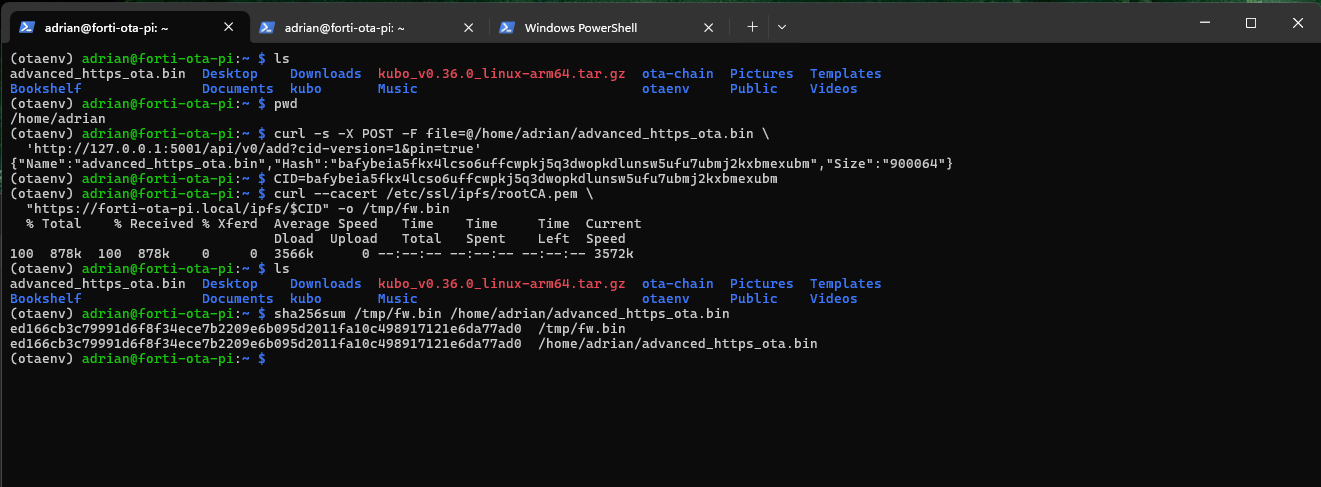 adrian@forti-ota-pi: ~ adrian@forti-ota-pi: ~ Windows PowerShell
(otaenv) adrian@forti-ota-pi:~ $ ls
advanced_https_ota.bin Desktop Downloads kubo_v0.36.0_linux-arm64.tar.gz ota-chain Pictures Templates
Bookshelf Documents kubo Music otaenv Public Videos
(otaenv) adrian@forti-ota-pi:~ $ pwd
/home/adrian
(otaenv) adrian@forti-ota-pi:~ $ curl -s -X POST -F file=@/home/adrian/advanced_https_ota.bin \
'http://127.0.0.1:5001/api/v0/add?cid-version=1&pin=true'
{"Name":"advanced_https_ota.bin","Hash":"bafybeia5fkx4lcso6uffcwpkj5q3dwopkdlunsw5ufu7ubmj2kxbmexubm","Size":"900064"}
(otaenv) adrian@forti-ota-pi:~ $ CID=bafybeia5fkx4lcso6uffcwpkj5q3dwopkdlunsw5ufu7ubmj2kxbmexubm
(otaenv) adrian@forti-ota-pi:~ $ curl --cacert /etc/ssl/ipfs/rootCA.pem \
"https://forti-ota-pi.local/ipfs/$CID" -o /tmp/fw.bin
% Total % Received % Xferd Average Speed Time Time Time Current
Dload Upload Total Spent Left Speed
100 878k 100 878k 0 0 3566k 0 --:--:-- --:--:-- --:--:-- 3572k
(otaenv) adrian@forti-ota-pi:~ $ ls
advanced_https_ota.bin Desktop Downloads kubo_v0.36.0_linux-arm64.tar.gz ota-chain Pictures Templates
Bookshelf Documents kubo Music otaenv Public Videos
(otaenv) adrian@forti-ota-pi:~ $ sha256sum /tmp/fw.bin /home/adrian/advanced_https_ota.bin
ed166cb3c79991d6f8f34ece7b2209e6b095d2011fa10c498917121e6da77ad0 /tmp/fw.bin
ed166cb3c79991d6f8f34ece7b2209e6b095d2011fa10c498917121e6da77ad0 /home/adrian/advanced_https_ota.bin
(otaenv) adrian@forti-ota-pi:~ $